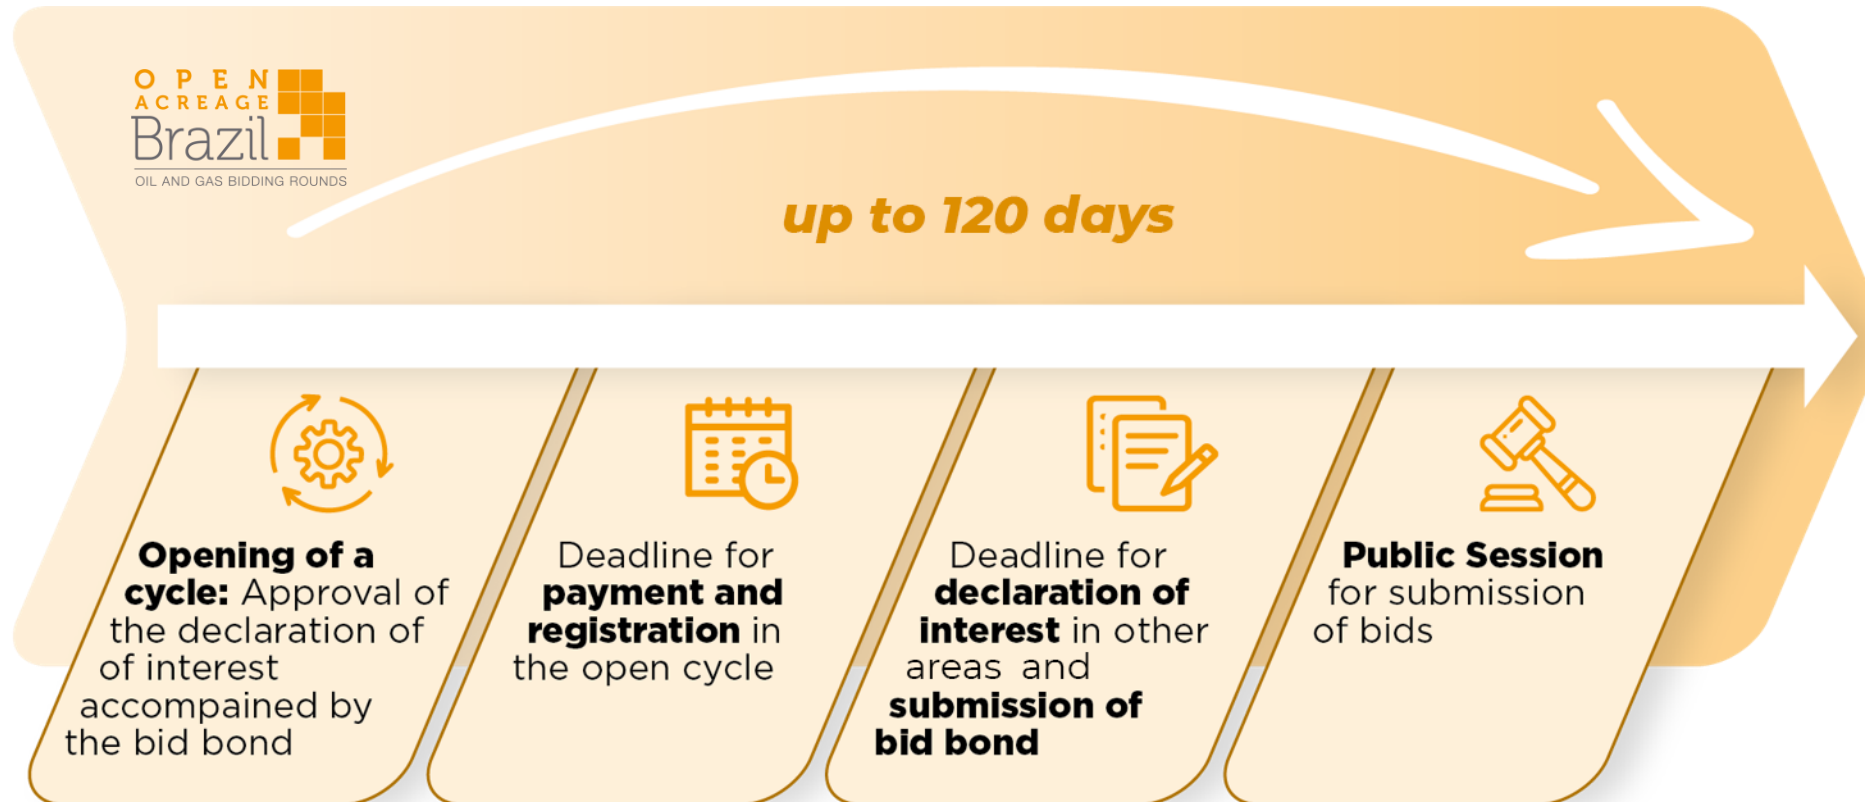 OPEN
ACREAGE
Brazil
OIL AND GAS BIDDING ROUNDS
up to 120 days
Opening of a
cycle: Approval of
the declaration of
of interest
accompained by
the bid bond
Deadline for
payment and
registration in
the open cycle
Deadline for
declaration of
interest in other
areas and
submission of
bid bond
Public Session
for submission
of bids